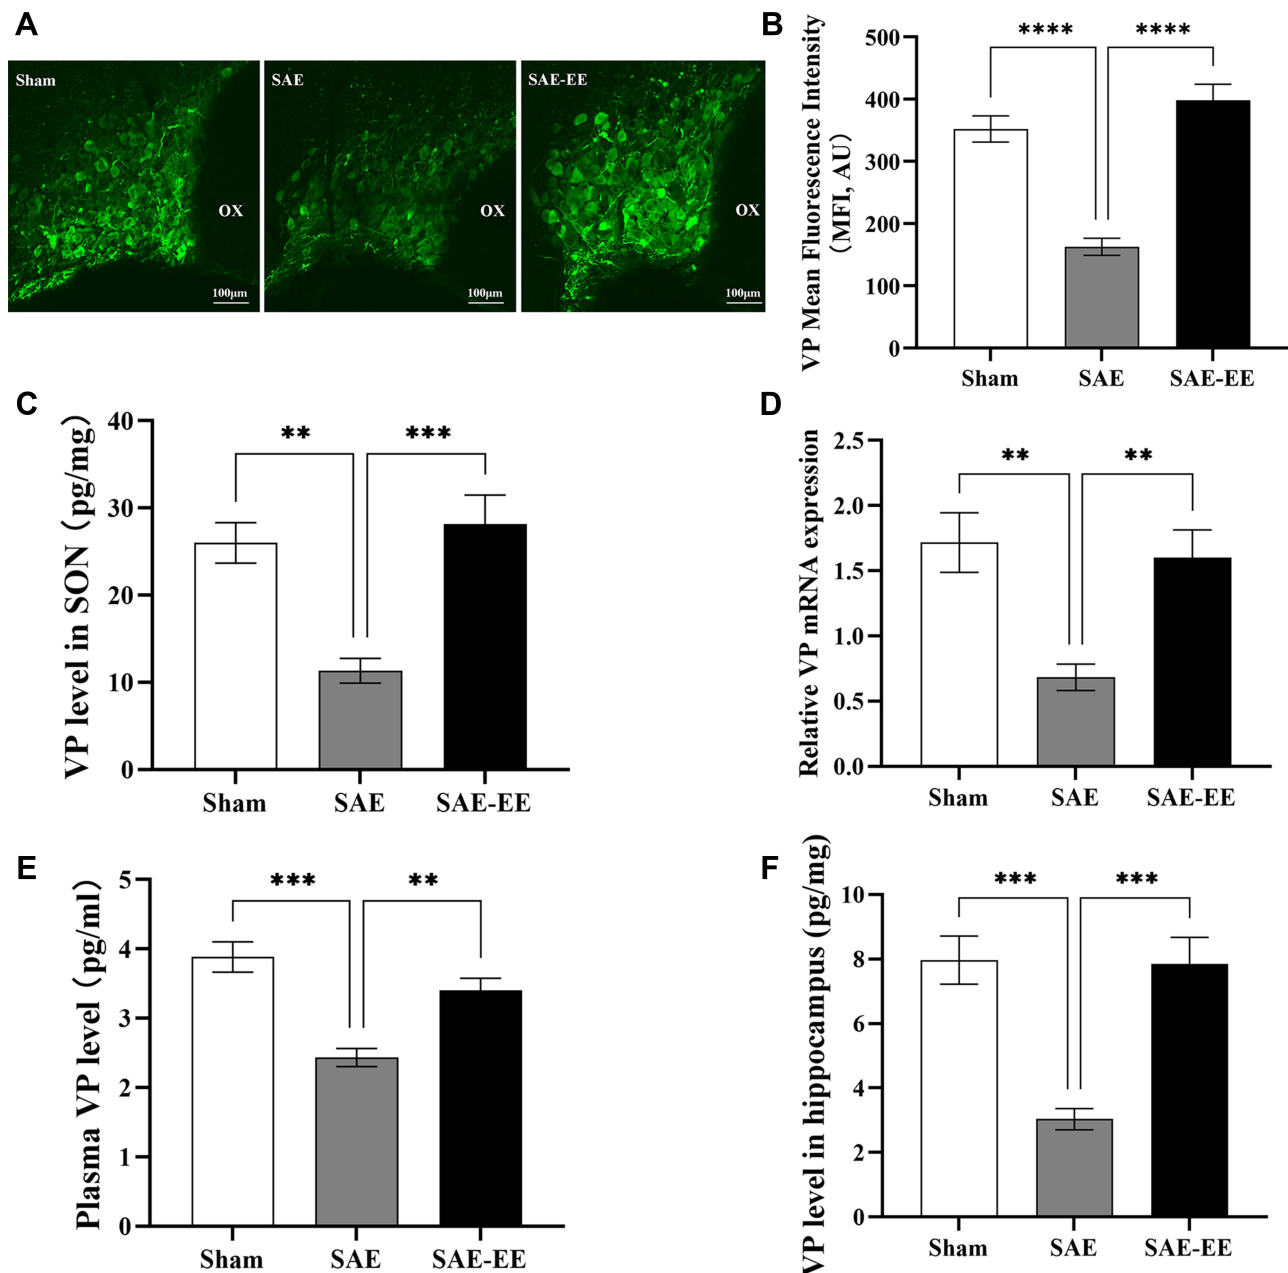 A
Sham
OX
100μm
SAE
OX
100μm
SAE-EE
OX
100μm
B
VP Mean Fluorescence Intensity
(MFI, AU)
500
400
300
200
100
0
**** ****
Sham SAE SAE-EE
C
VP level in SON (pg/mg)
40
30
20
10
0
** ***
Sham SAE SAE-EE
D
Relative VP mRNA expression
2.5
2.0
1.5
1.0
0.5
0.0
** **
Sham SAE SAE-EE
E
Plasma VP level (pg/ml)
5
4
3
2
1
0
*** **
Sham SAE SAE-EE
F
VP level in hippocampus (pg/mg)
10
8
6
4
2
0
*** ***
Sham SAE SAE-EE